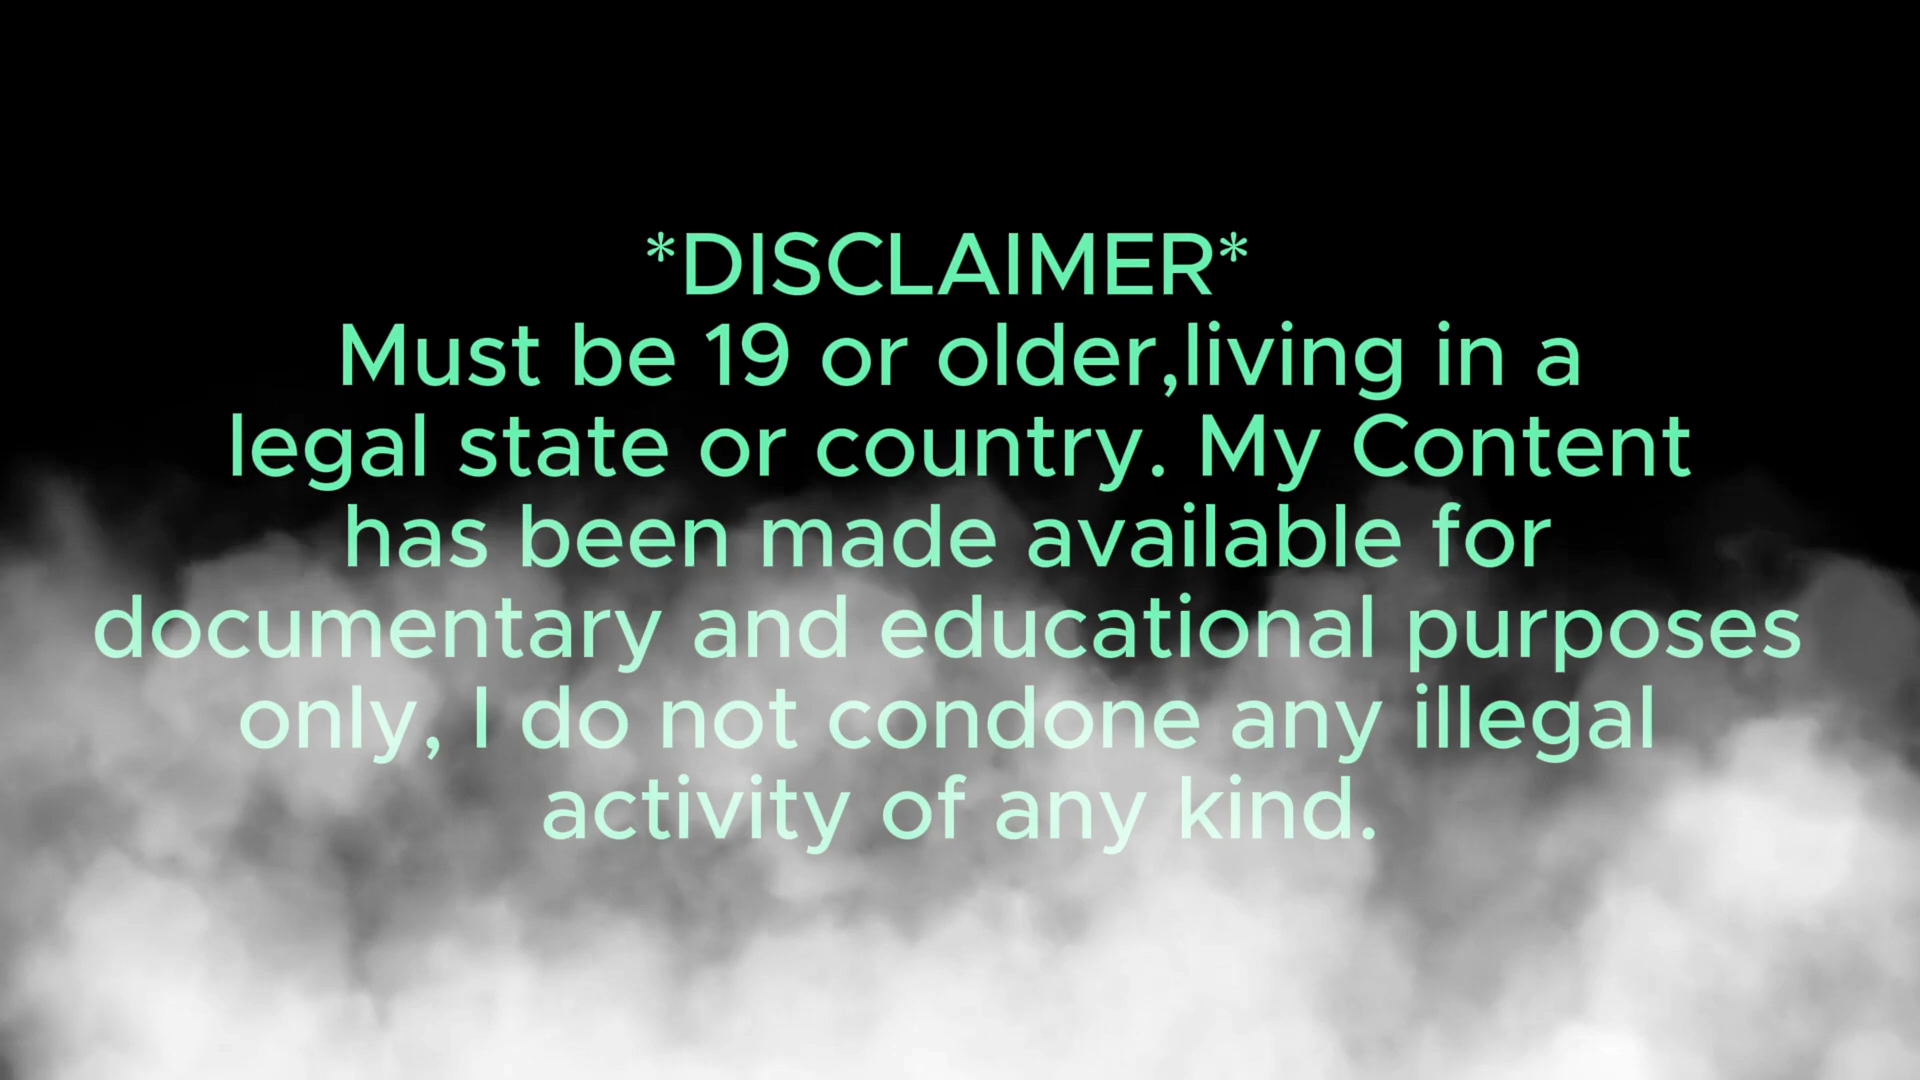 *DISCLAIMER*
Must be 19 or older,living in a
legal state or country. My Content
has been made available for
documentary and educational purposes
only, I do not condone any illegal
activity of any kind.